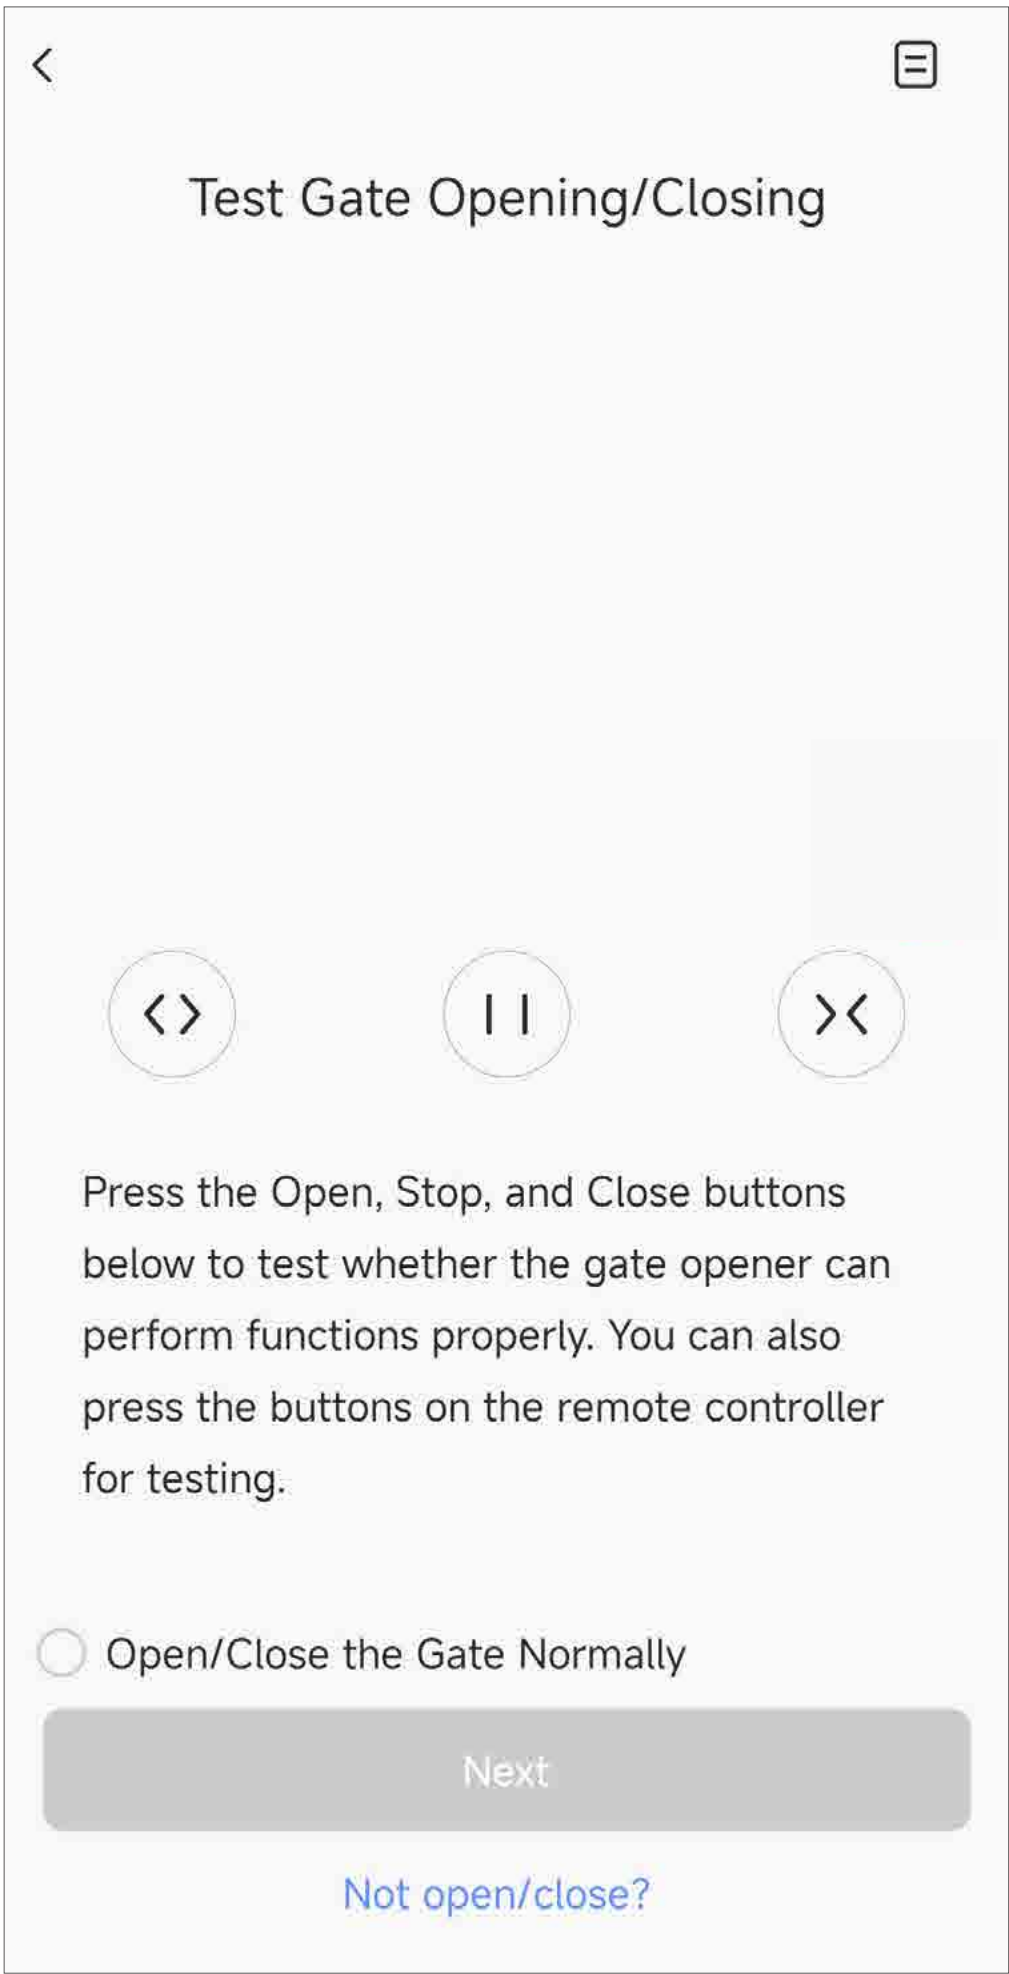 Test Gate Opening/Closing
Press the Open, Stop, and Close buttons
below to test whether the gate opener can
perform functions properly. You can also
press the buttons on the remote controller
for testing.
Open/Close the Gate Normally
Next
Not open/close?